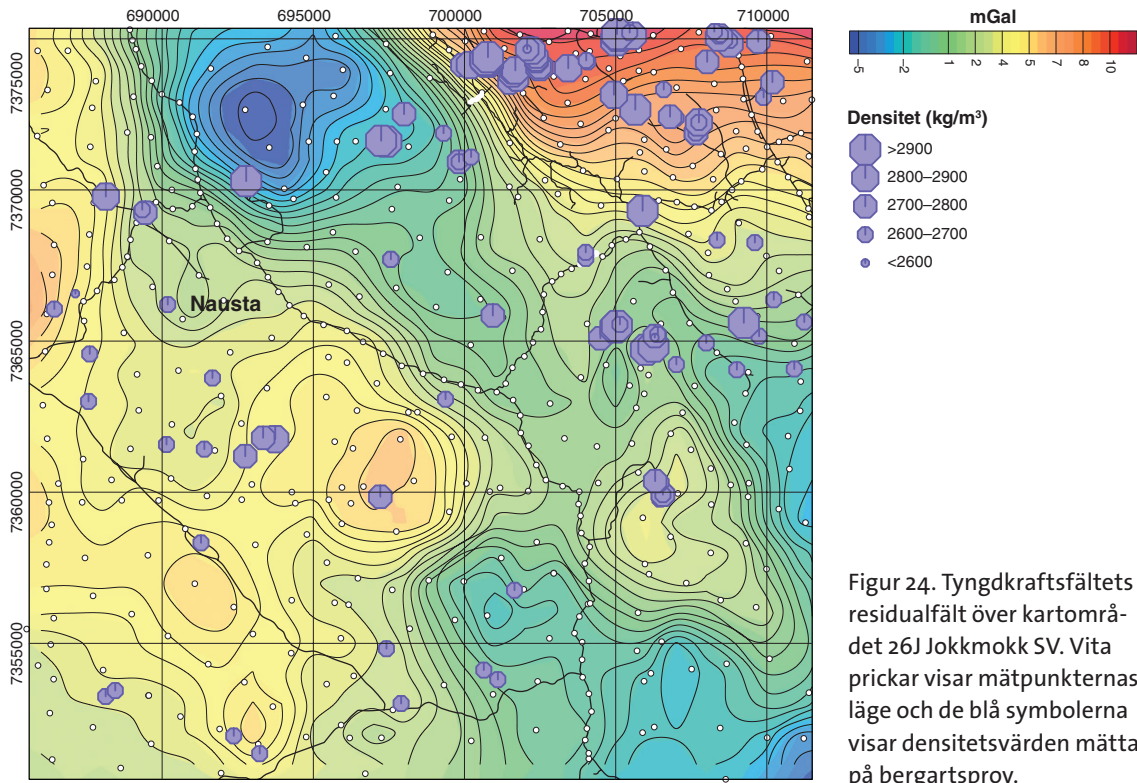 690000 695000 700000 705000 710000
7375000
7370000
7365000
7360000
7355000
Nausta
mGal
-5 -2 1 2 4 5 7 8 10
Densitet (kg/m³)
>2900
2800–2900
2700–2800
2600–2700
<2600
Figur 24. Tyngdkraftsfältets
residualfält över kartområ-
det 26J Jokkmokk SV. Vita
prickar visar mätpunkternas
läge och de blå symbolerna
visar densitetsvärden mätta
på bergartsprov.